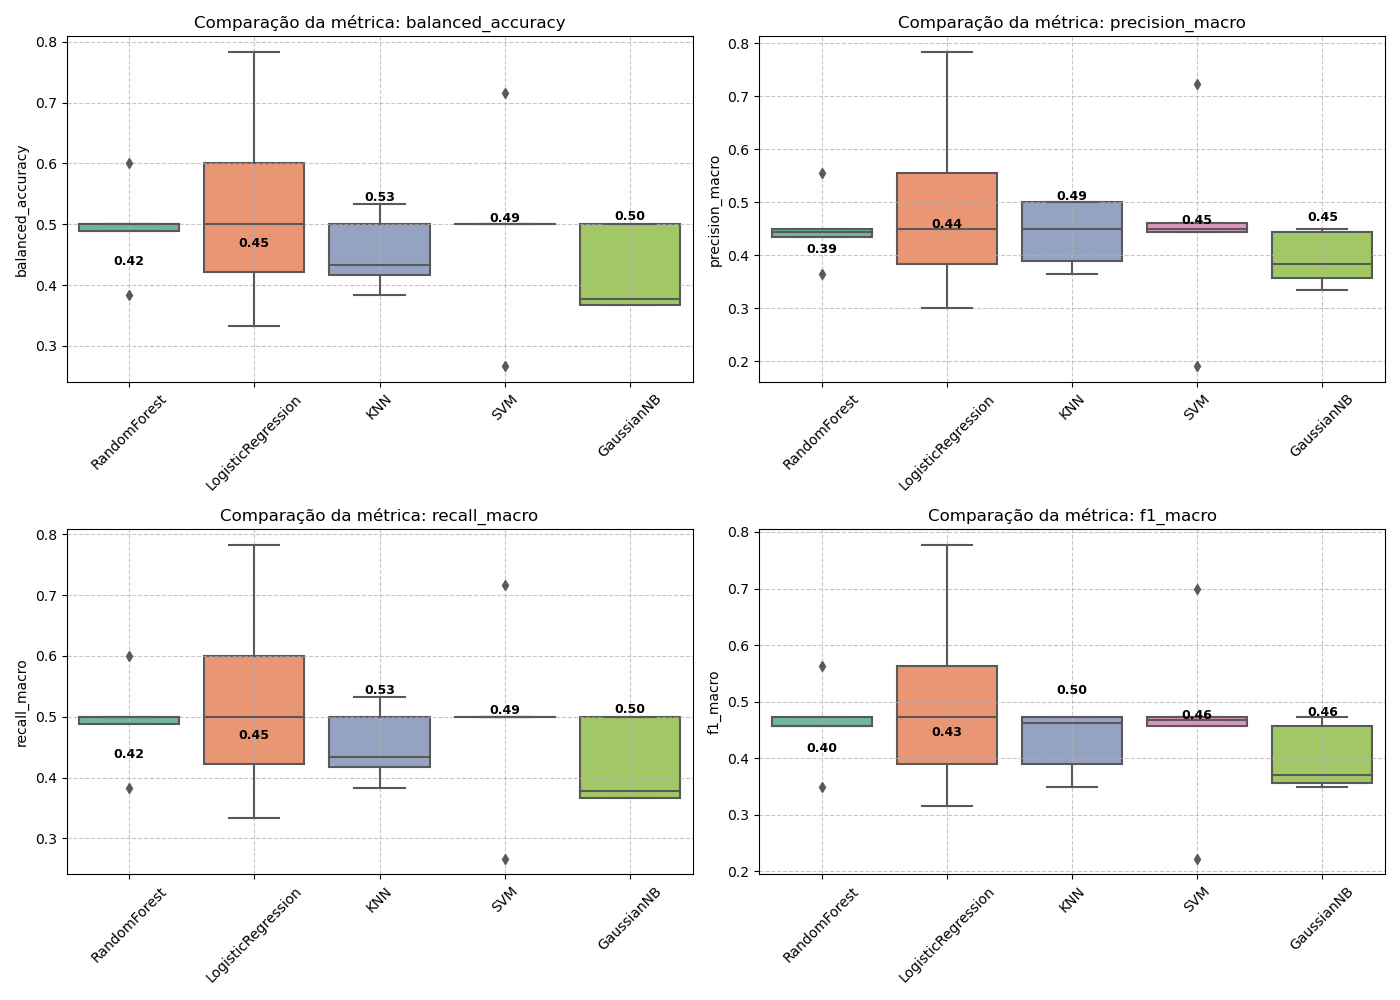 Comparação da métrica: balanced_accuracy
balanced_accuracy
0.8
0.7
0.6
0.5
0.4
0.3
0.42
0.45
0.53
0.49
0.50
RandomForest
LogisticRegression
KNN
SVM
GaussianNB
Comparação da métrica: precision_macro
precision_macro
0.8
0.7
0.6
0.5
0.4
0.3
0.2
0.39
0.44
0.49
0.45
0.45
RandomForest
LogisticRegression
KNN
SVM
GaussianNB
Comparação da métrica: recall_macro
recall_macro
0.8
0.7
0.6
0.5
0.4
0.3
0.42
0.45
0.53
0.49
0.50
RandomForest
LogisticRegression
KNN
SVM
GaussianNB
Comparação da métrica: f1_macro
f1_macro
0.8
0.7
0.6
0.5
0.4
0.3
0.2
0.40
0.43
0.50
0.46
0.46
RandomForest
LogisticRegression
KNN
SVM
GaussianNB